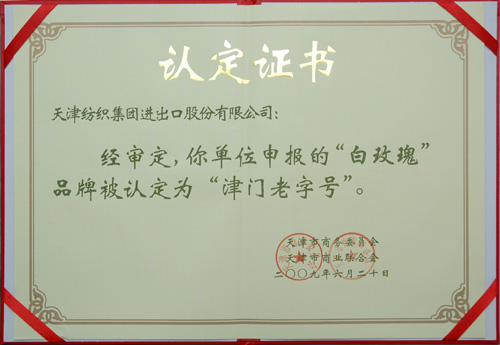 认定证书
天津纺织集团进出口股份有限公司：
经审定，你单位申报的“白玫瑰”
品牌被认定为“津门老字号”。
天津市商务委员会
天津市商业联合会
二〇〇九年六月二十日